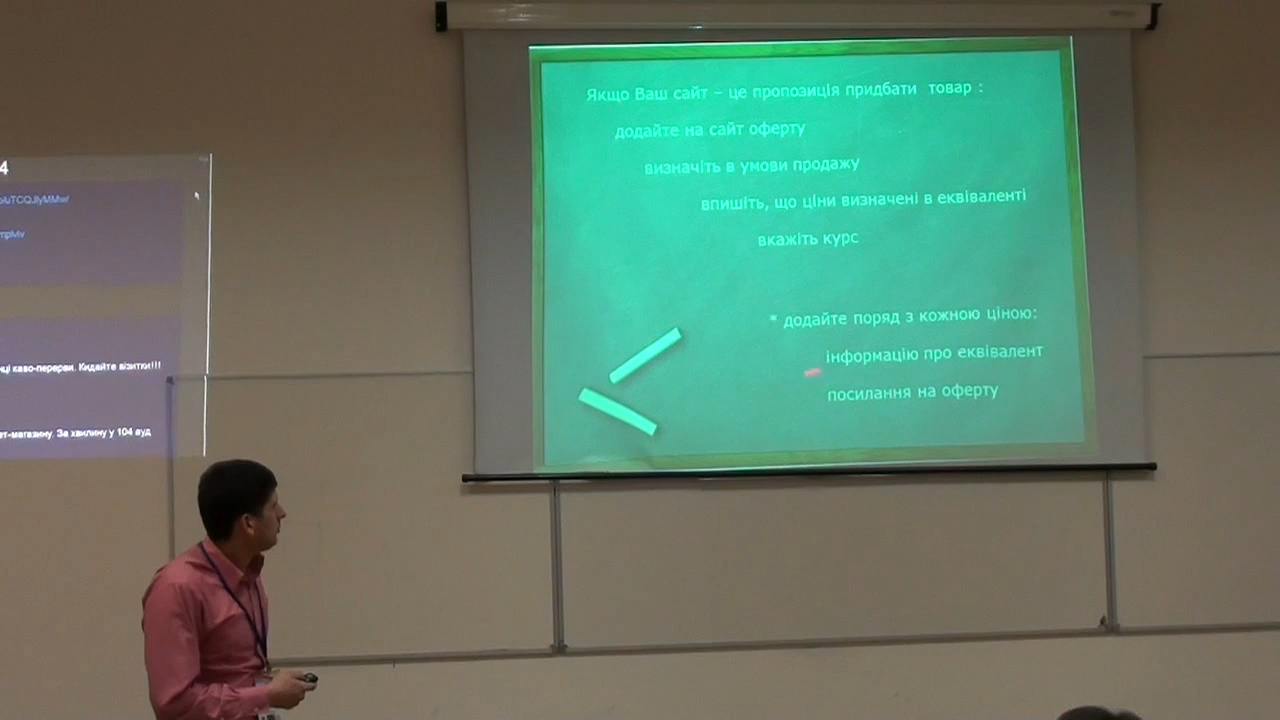 4
нці каво-перерви. Кидайте візитки!!!
ет-магазину. За хвилину у 104 ауд
Якщо Ваш сайт – це пропозиція придбати товар :
додайте на сайт оферту
визначіть в умови продажу
впишіть, що ціни визначені в еквіваленті
вкажіть курс
* додайте поряд з кожною ціною:
інформацію про еквівалент
посилання на оферту